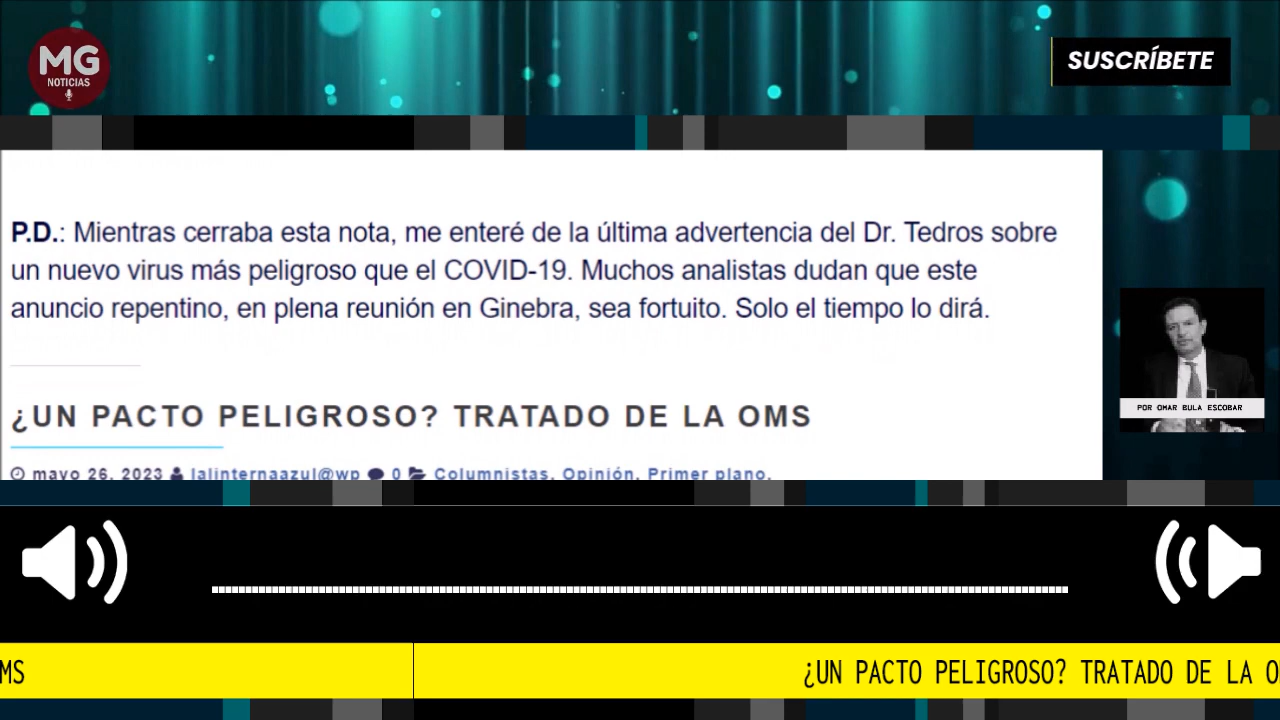 MG
NOTICIAS
SUSCRÍBETE
P.D.: Mientras cerraba esta nota, me enteré de la última advertencia del Dr. Tedros sobre
un nuevo virus más peligroso que el COVID-19. Muchos analistas dudan que este
anuncio repentino, en plena reunión en Ginebra, sea fortuito. Solo el tiempo lo dirá.
¿UN PACTO PELIGROSO? TRATADO DE LA OMS
mayo 26, 2023 lalinternaazul@wp 0 Columnistas, Opinión, Primer plano,
POR OMAR BULA ESCOBAR
MS
¿UN PACTO PELIGROSO? TRATADO DE LA O